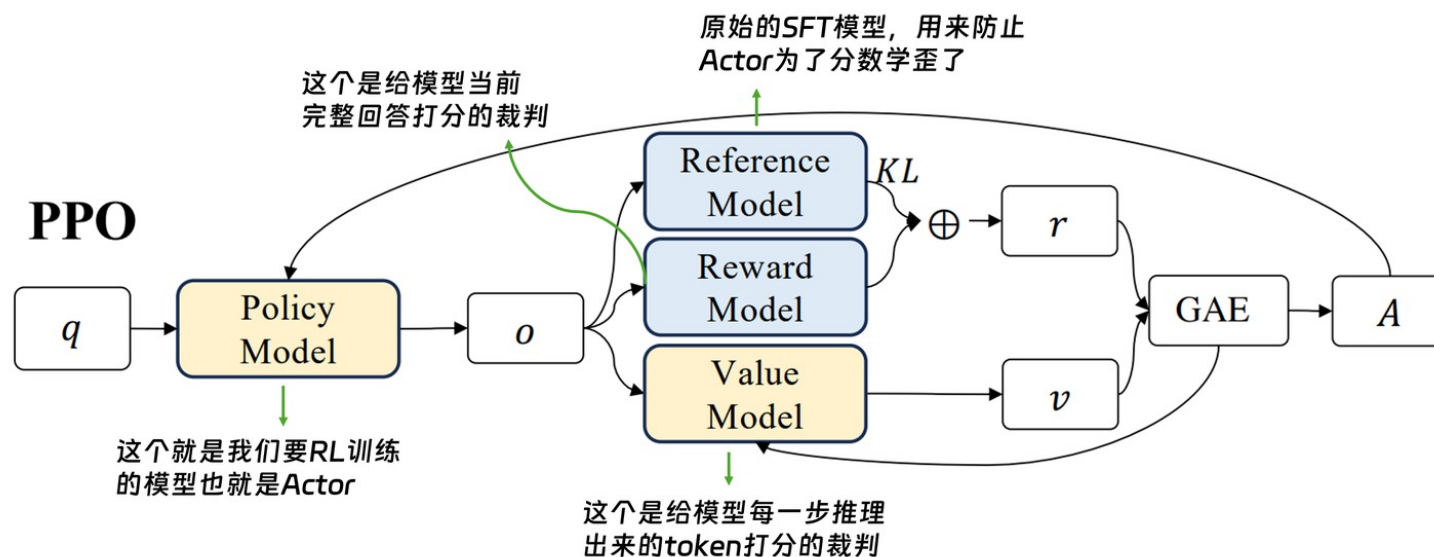 原始的SFT模型，用来防止
Actor为了分数学歪了
这个是给模型当前
完整回答打分的裁判
PPO
Reference
Model
KL
⊕
r
Reward
Model
q
Policy
Model
o
GAE
A
Value
Model
v
这个就是我们要RL训练
的模型也就是Actor
这个是给模型每一步推理
出来的token打分的裁判